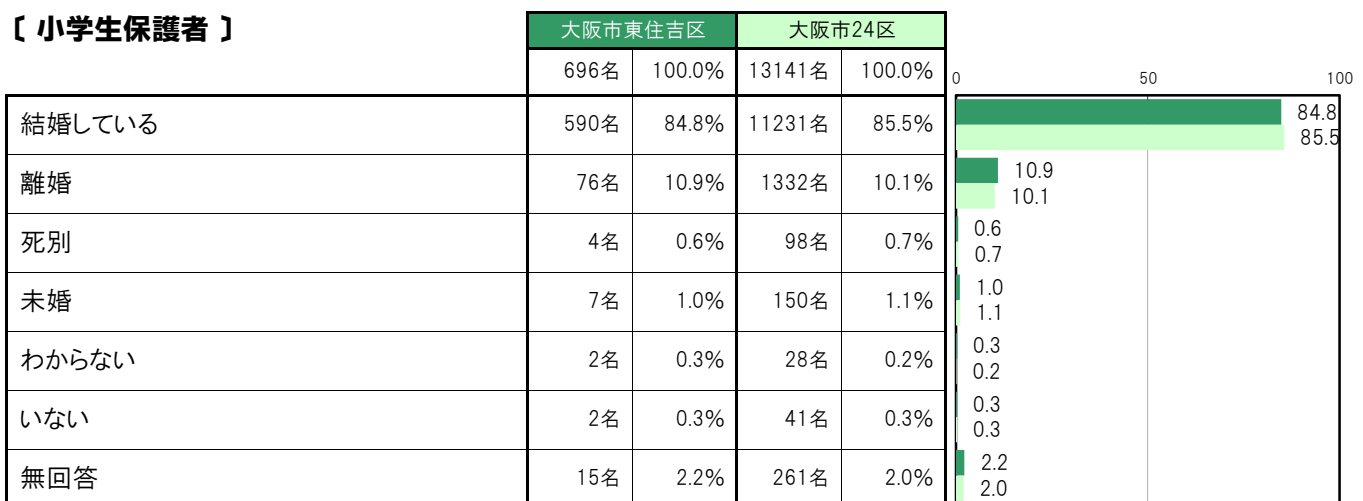 〔 小学生保護者 〕
大阪市東住吉区 大阪市24区
696名 100.0% 13141名 100.0%
0 50 100
結婚している 590名 84.8% 11231名 85.5%
84.8
85.5
離婚 76名 10.9% 1332名 10.1%
10.9
10.1
死別 4名 0.6% 98名 0.7%
0.6
0.7
未婚 7名 1.0% 150名 1.1%
1.0
1.1
わからない 2名 0.3% 28名 0.2%
0.3
0.2
いない 2名 0.3% 41名 0.3%
0.3
0.3
無回答 15名 2.2% 261名 2.0%
2.2
2.0